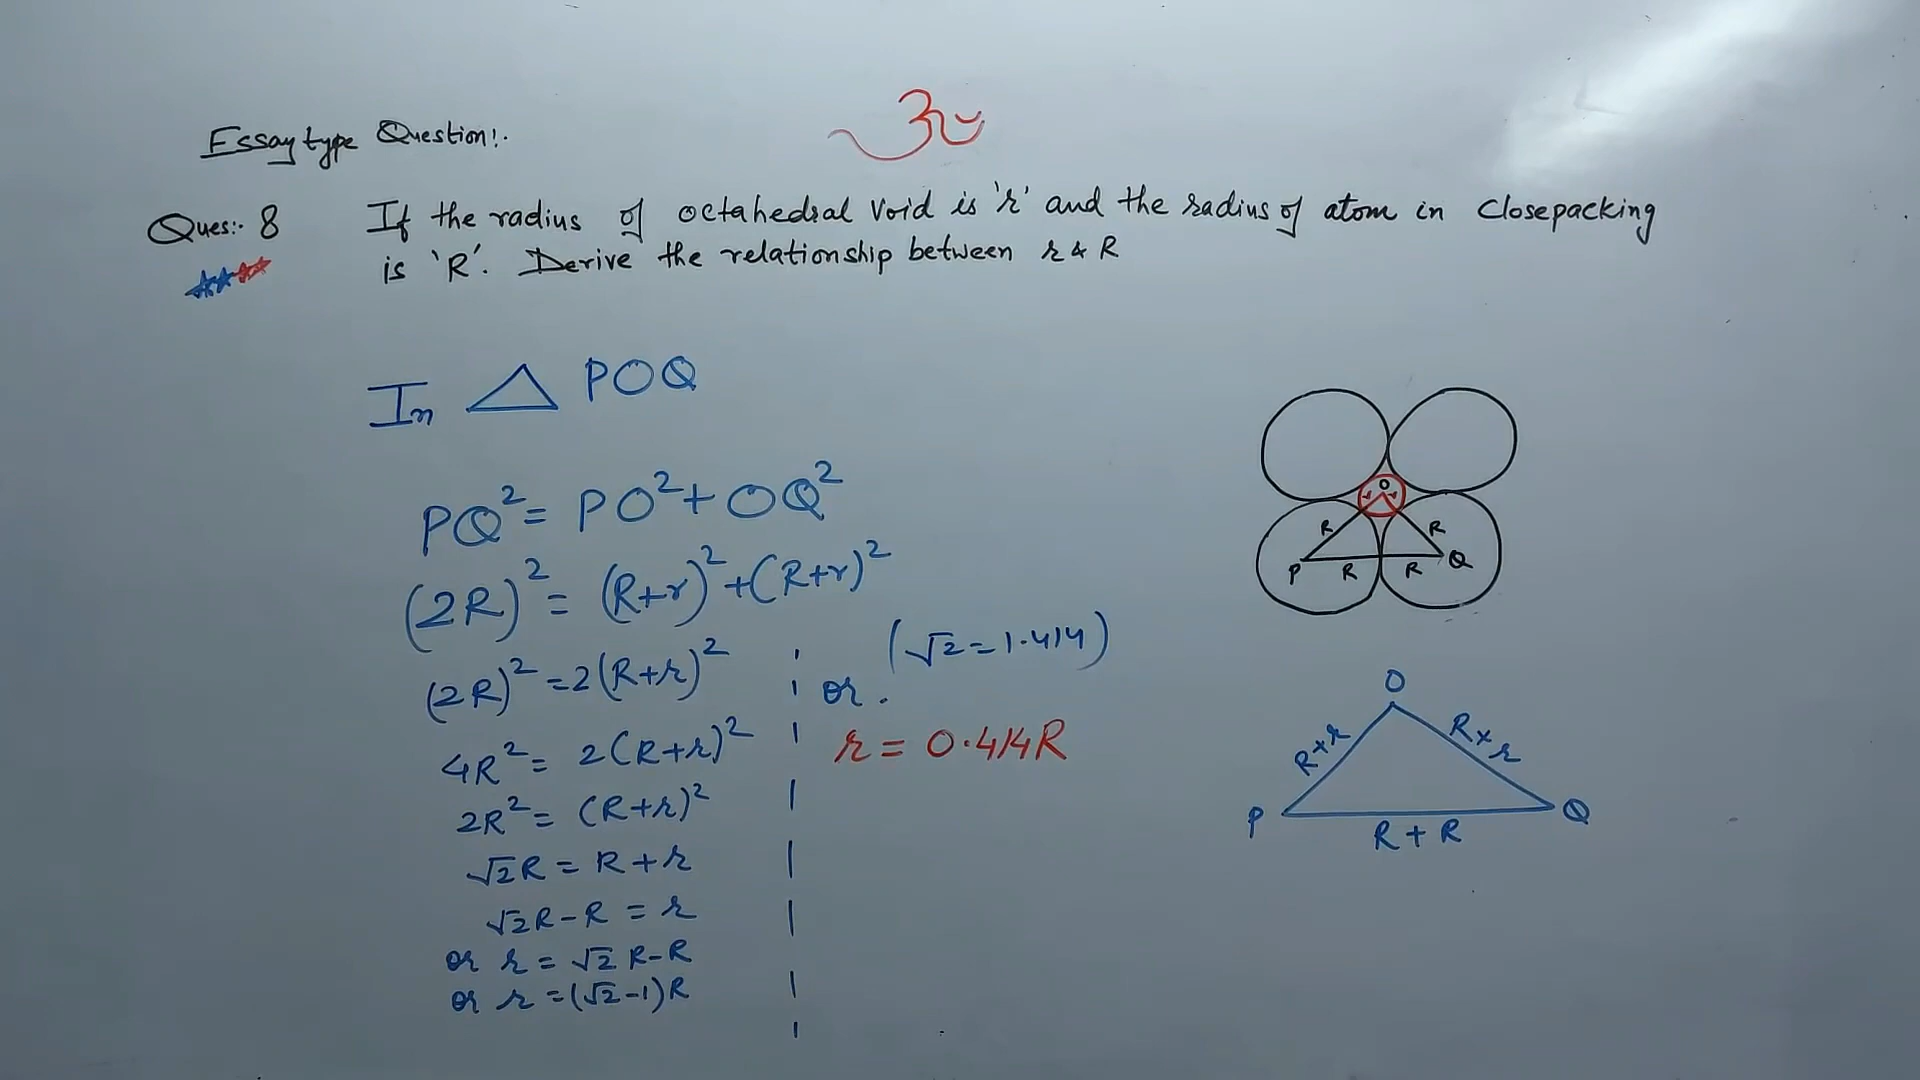 ॐ
Essay type Question:.
Ques:- 8 If the radius of octahedral void is 'r' and the radius of atom in closepacking
is 'R'. Derive the relationship between r & R
In △ POQ
PQ² = PO² + OQ²
(2R)² = (R+r)² + (R+r)²
(2R)² = 2(R+r)²
4R² = 2(R+r)²
2R² = (R+r)²
√2R = R+r
√2R-R = r
or r = √2 R-R
or r = (√2-1)R
(√2 = 1.414)
or.
r = 0.414R
O
r r
R R
P R R Q
O
R+r R+r
P Q
R + R